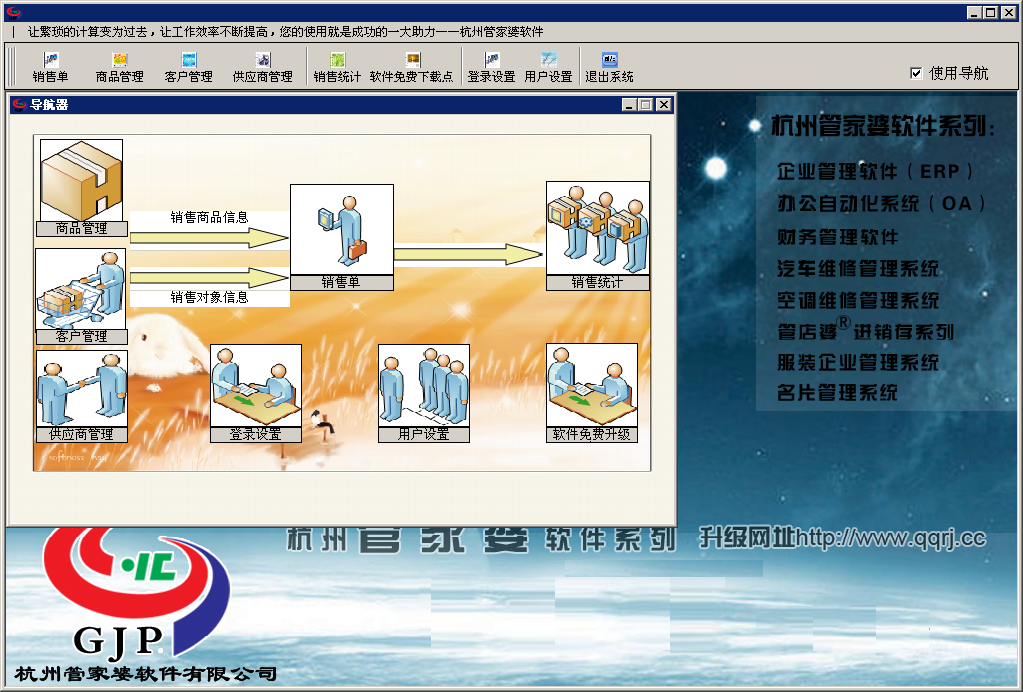 让繁琐的计算变为过去，让工作效率不断提高，您的使用就是成功的一大助力－－杭州管家婆软件
销售单 商品管理 客户管理 供应商管理 销售统计 软件免费下载点 登录设置 用户设置 退出系统 使用导航
导航器
商品管理
销售商品信息
销售单
销售统计
销售对象信息
客户管理
供应商管理
登录设置
用户设置
软件免费升级
杭州管家婆软件系列：
企业管理软件（ERP）
办公自动化系统（OA）
财务管理软件
汽车维修管理系统
空调维修管理系统
管店婆®进销存系列
服装企业管理系统
名片管理系统
杭州管家婆软件系列 升级网址http://www.qqrj.cc
GJP
杭州管家婆软件有限公司